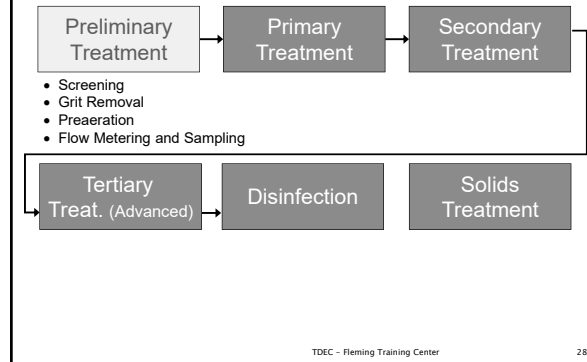 Preliminary
Treatment
Primary
Treatment
Secondary
Treatment
• Screening
• Grit Removal
• Preaeration
• Flow Metering and Sampling
Tertiary
Treat. (Advanced)
Disinfection
Solids
Treatment
TDEC - Fleming Training Center
28